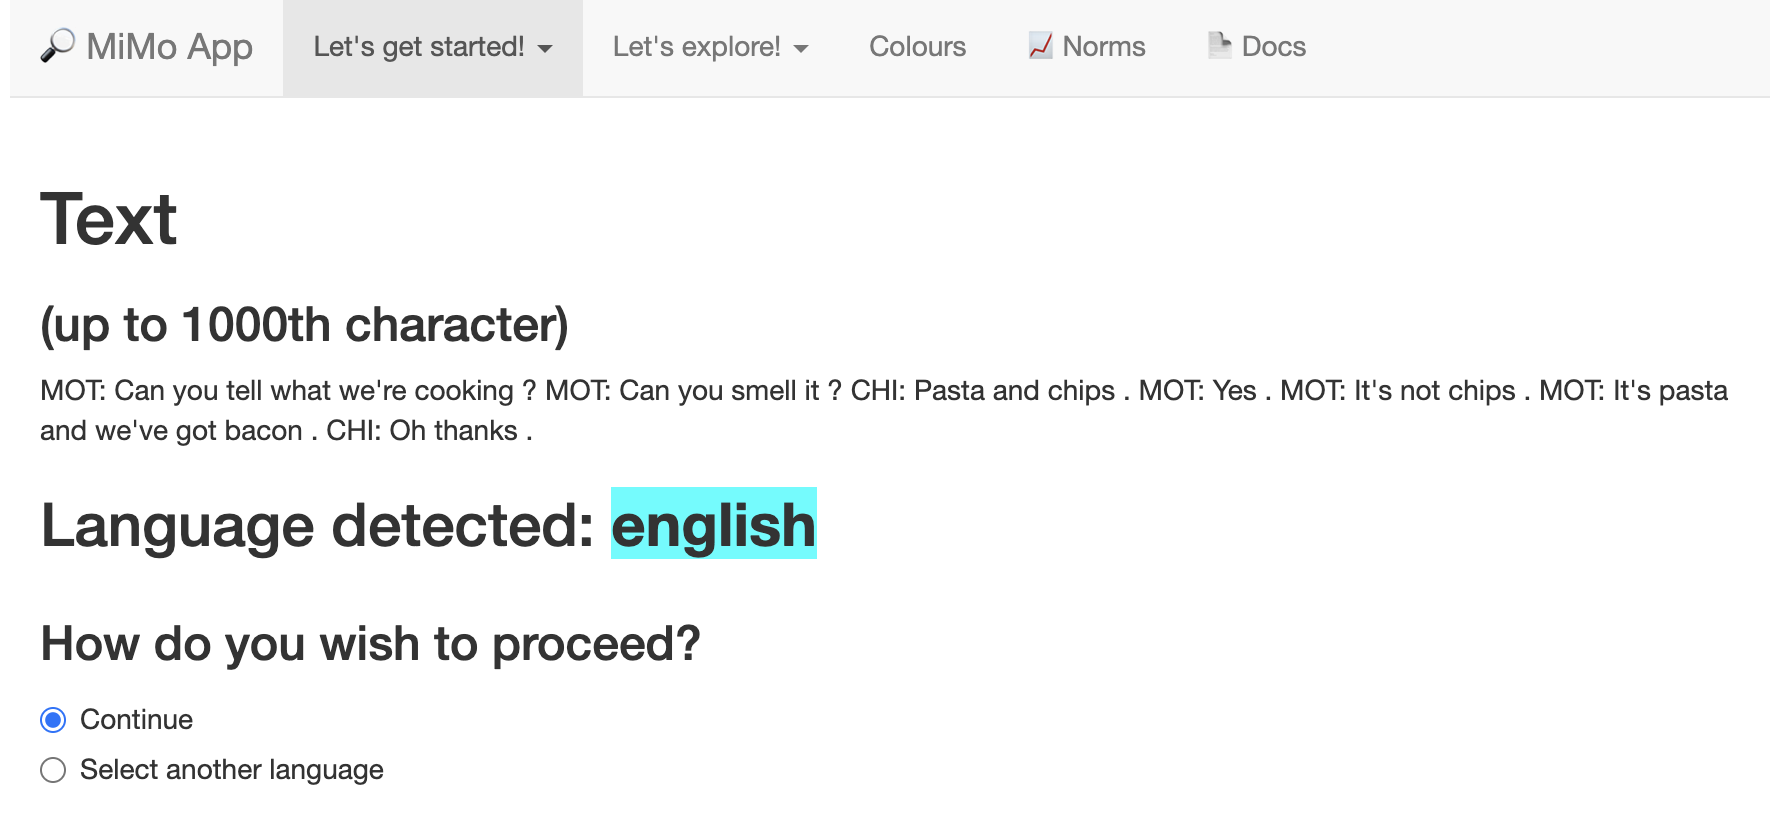 MiMo App Let's get started! Let's explore! Colours Norms Docs
Text
(up to 1000th character)
MOT: Can you tell what we're cooking ? MOT: Can you smell it ? CHI: Pasta and chips . MOT: Yes . MOT: It's not chips . MOT: It's pasta
and we've got bacon . CHI: Oh thanks .
Language detected: english
How do you wish to proceed?
Continue
Select another language